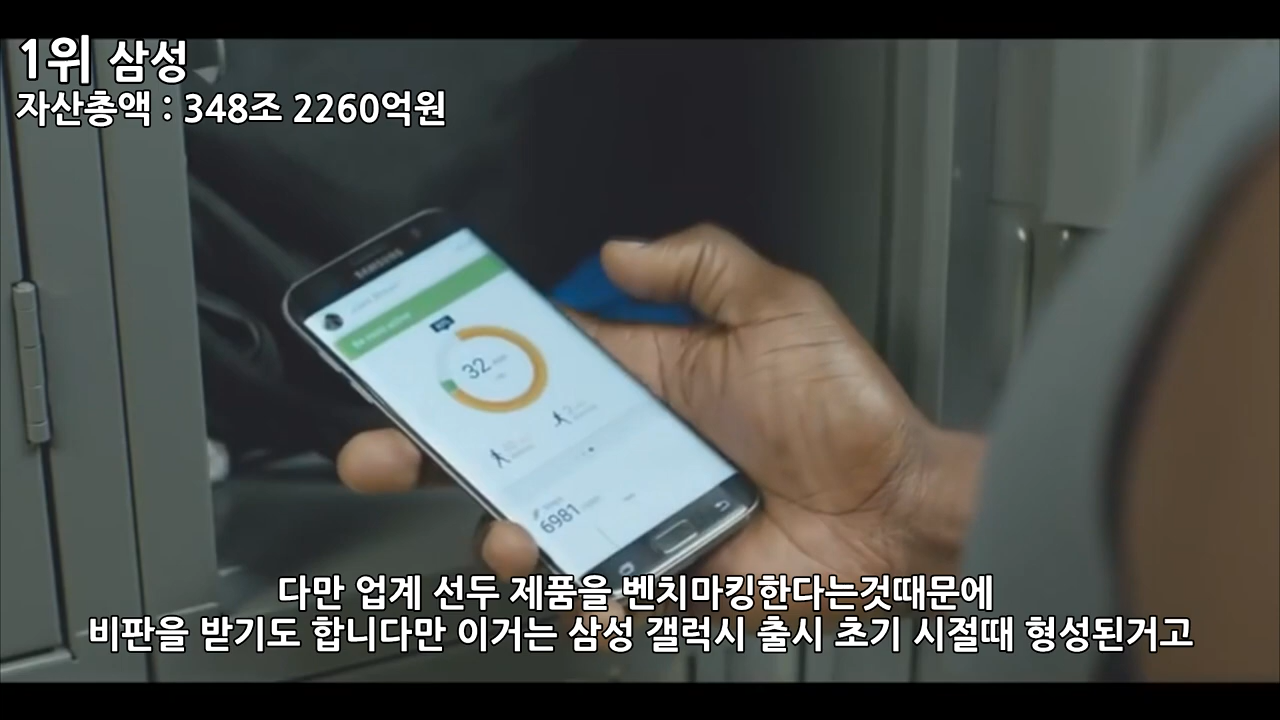 1위 삼성
자산총액 : 348조 2260억원
SAMSUNG
32
6981
다만 업계 선두 제품을 벤치마킹한다는것때문에
비판을 받기도 합니다만 이거는 삼성 갤럭시 출시 초기 시절때 형성된거고